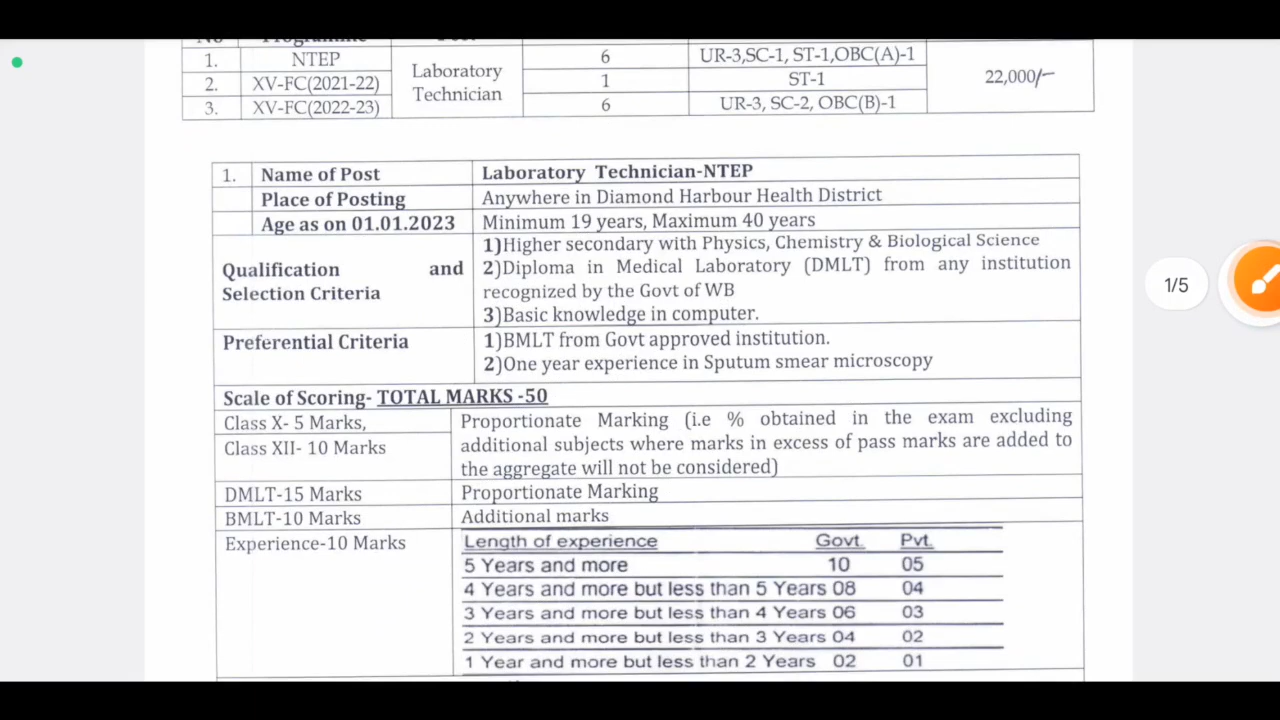 No Programme Post
1. NTEP Laboratory Technician 6 UR-3,SC-1, ST-1,OBC(A)-1 22,000/-
2. XV-FC(2021-22) 1 ST-1
3. XV-FC(2022-23) 6 UR-3, SC-2, OBC(B)-1
1. Name of Post Laboratory Technician-NTEP
Place of Posting Anywhere in Diamond Harbour Health District
Age as on 01.01.2023 Minimum 19 years, Maximum 40 years
Qualification and Selection Criteria
1)Higher secondary with Physics, Chemistry & Biological Science
2)Diploma in Medical Laboratory (DMLT) from any institution
recognized by the Govt of WB
3)Basic knowledge in computer.
Preferential Criteria
1)BMLT from Govt approved institution.
2)One year experience in Sputum smear microscopy
Scale of Scoring- TOTAL MARKS -50
Class X- 5 Marks,
Class XII- 10 Marks
Proportionate Marking (i.e % obtained in the exam excluding
additional subjects where marks in excess of pass marks are added to
the aggregate will not be considered)
DMLT-15 Marks Proportionate Marking
BMLT-10 Marks Additional marks
Experience-10 Marks
Length of experience Govt. Pvt.
5 Years and more 10 05
4 Years and more but less than 5 Years 08 04
3 Years and more but less than 4 Years 06 03
2 Years and more but less than 3 Years 04 02
1 Year and more but less than 2 Years 02 01
1/5